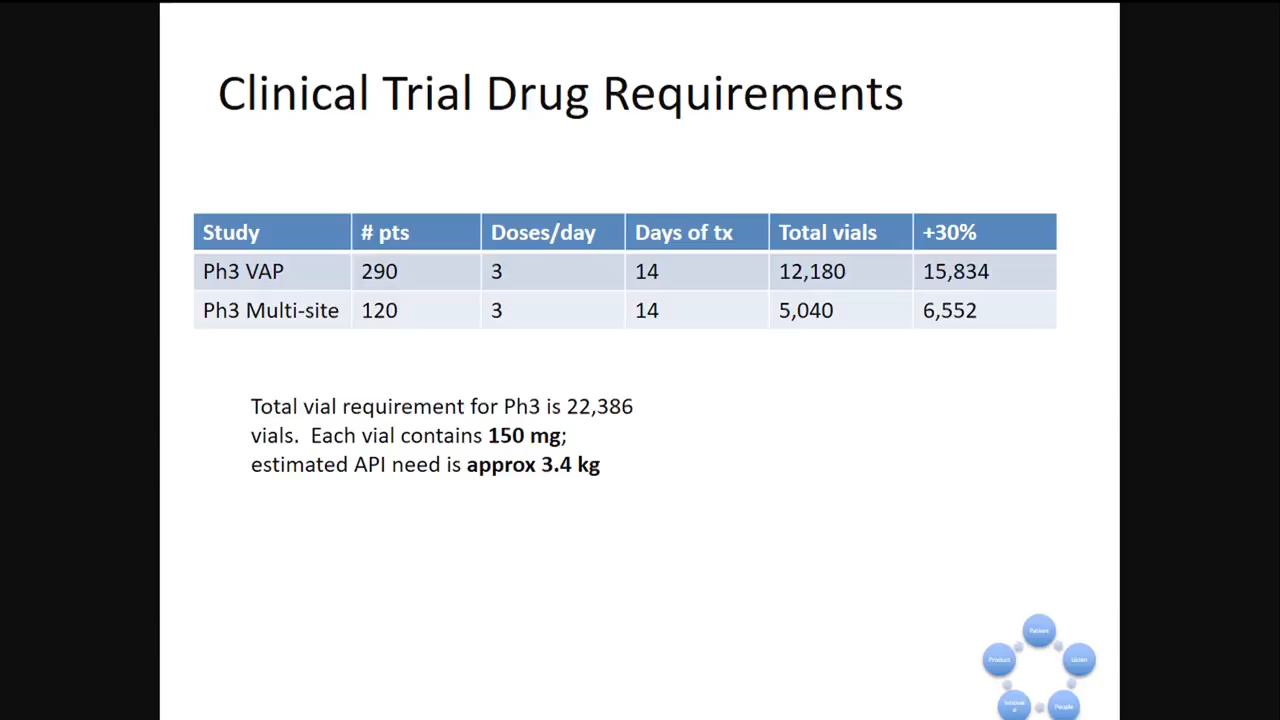 Clinical Trial Drug Requirements
Study # pts Doses/day Days of tx Total vials +30%
Ph3 VAP 290 3 14 12,180 15,834
Ph3 Multi-site 120 3 14 5,040 6,552
Total vial requirement for Ph3 is 22,386
vials. Each vial contains 150 mg;
estimated API need is approx 3.4 kg
Patient
Product Listen
People